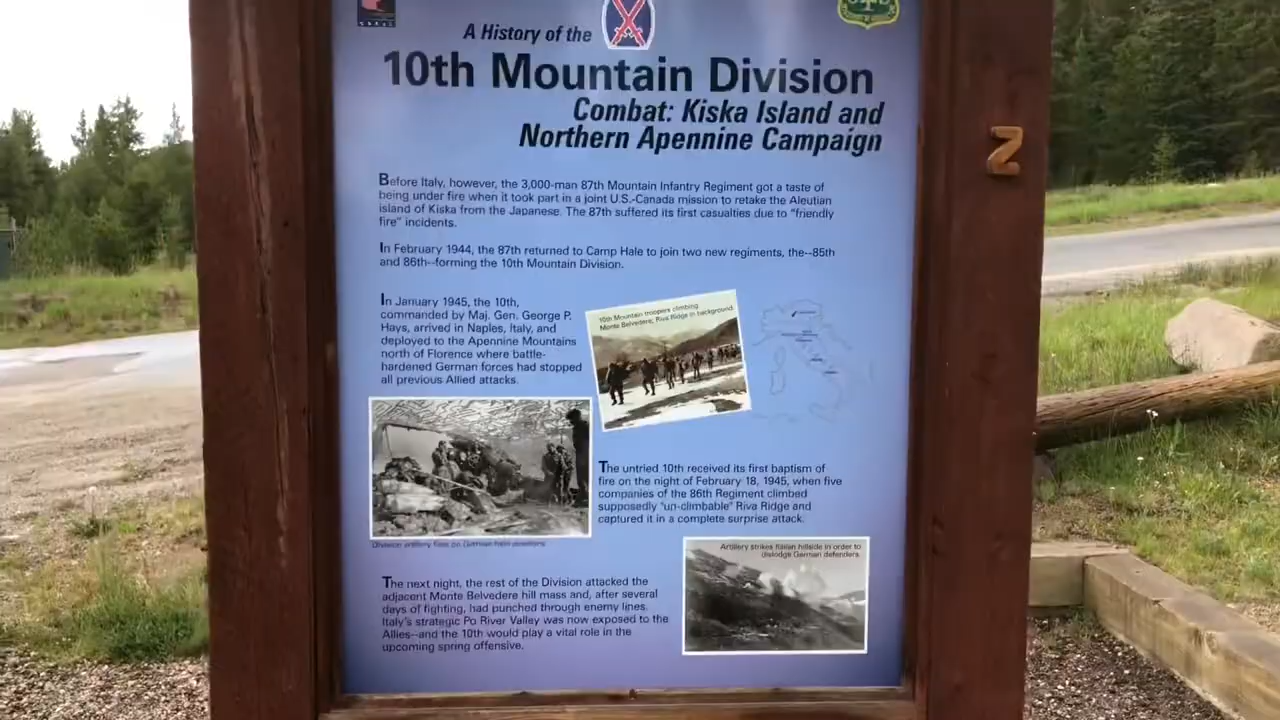 A History of the
10th Mountain Division
Combat: Kiska Island and
Northern Apennine Campaign
Before Italy, however, the 3,000-man 87th Mountain Infantry Regiment got a taste of
being under fire when it took part in a joint U.S.-Canada mission to retake the Aleutian
island of Kiska from the Japanese. The 87th suffered its first casualties due to "friendly
fire" incidents.
In February 1944, the 87th returned to Camp Hale to join two new regiments, the--85th
and 86th--forming the 10th Mountain Division.
In January 1945, the 10th,
commanded by Maj. Gen. George P.
Hays, arrived in Naples, Italy, and
deployed to the Apennine Mountains
north of Florence where battle-
hardened German forces had stopped
all previous Allied attacks.
10th Mountain troopers climbing
Monte Belvedere; Riva Ridge in background.
Division artillery fires on German held positions.
The untried 10th received its first baptism of
fire on the night of February 18, 1945, when five
companies of the 86th Regiment climbed
supposedly "un-climbable" Riva Ridge and
captured it in a complete surprise attack.
Artillery strikes Italian hillside in order to
dislodge German defenders.
The next night, the rest of the Division attacked the
adjacent Monte Belvedere hill mass and, after several
days of fighting, had punched through enemy lines.
Italy's strategic Po River Valley was now exposed to the
Allies--and the 10th would play a vital role in the
upcoming spring offensive.
N